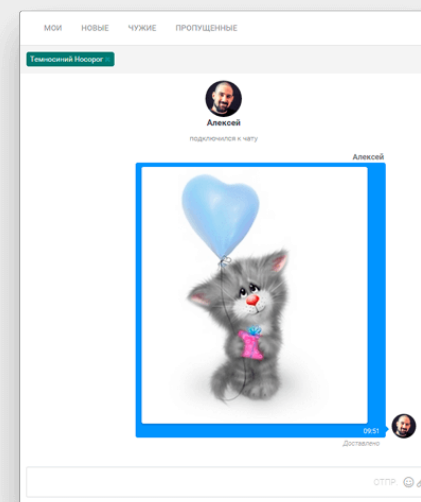 МОИ НОВЫЕ ЧУЖИЕ ПРОПУЩЕННЫЕ
Темносиний Носорог
Алексей
подключился к чату
Алексей
09:51
Доставлено
ОТПР